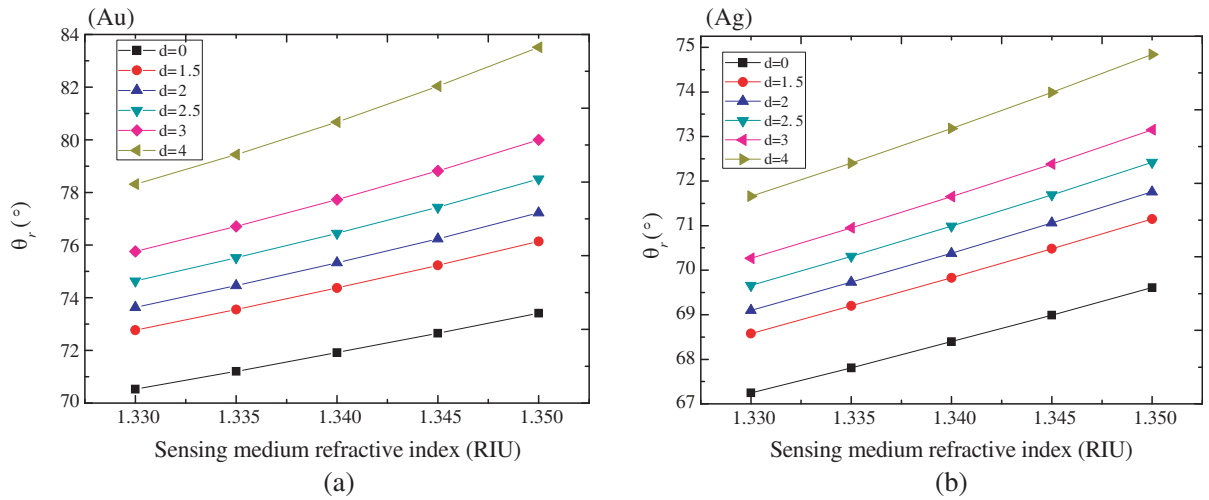 (Au)
84
82
80
78
76
74
72
70
θr (°)
d=0
d=1.5
d=2
d=2.5
d=3
d=4
1.330 1.335 1.340 1.345 1.350
Sensing medium refractive index (RIU)
(a)
(Ag)
75
74
73
72
71
70
69
68
67
θr (°)
d=0
d=1.5
d=2
d=2.5
d=3
d=4
1.330 1.335 1.340 1.345 1.350
Sensing medium refractive index (RIU)
(b)